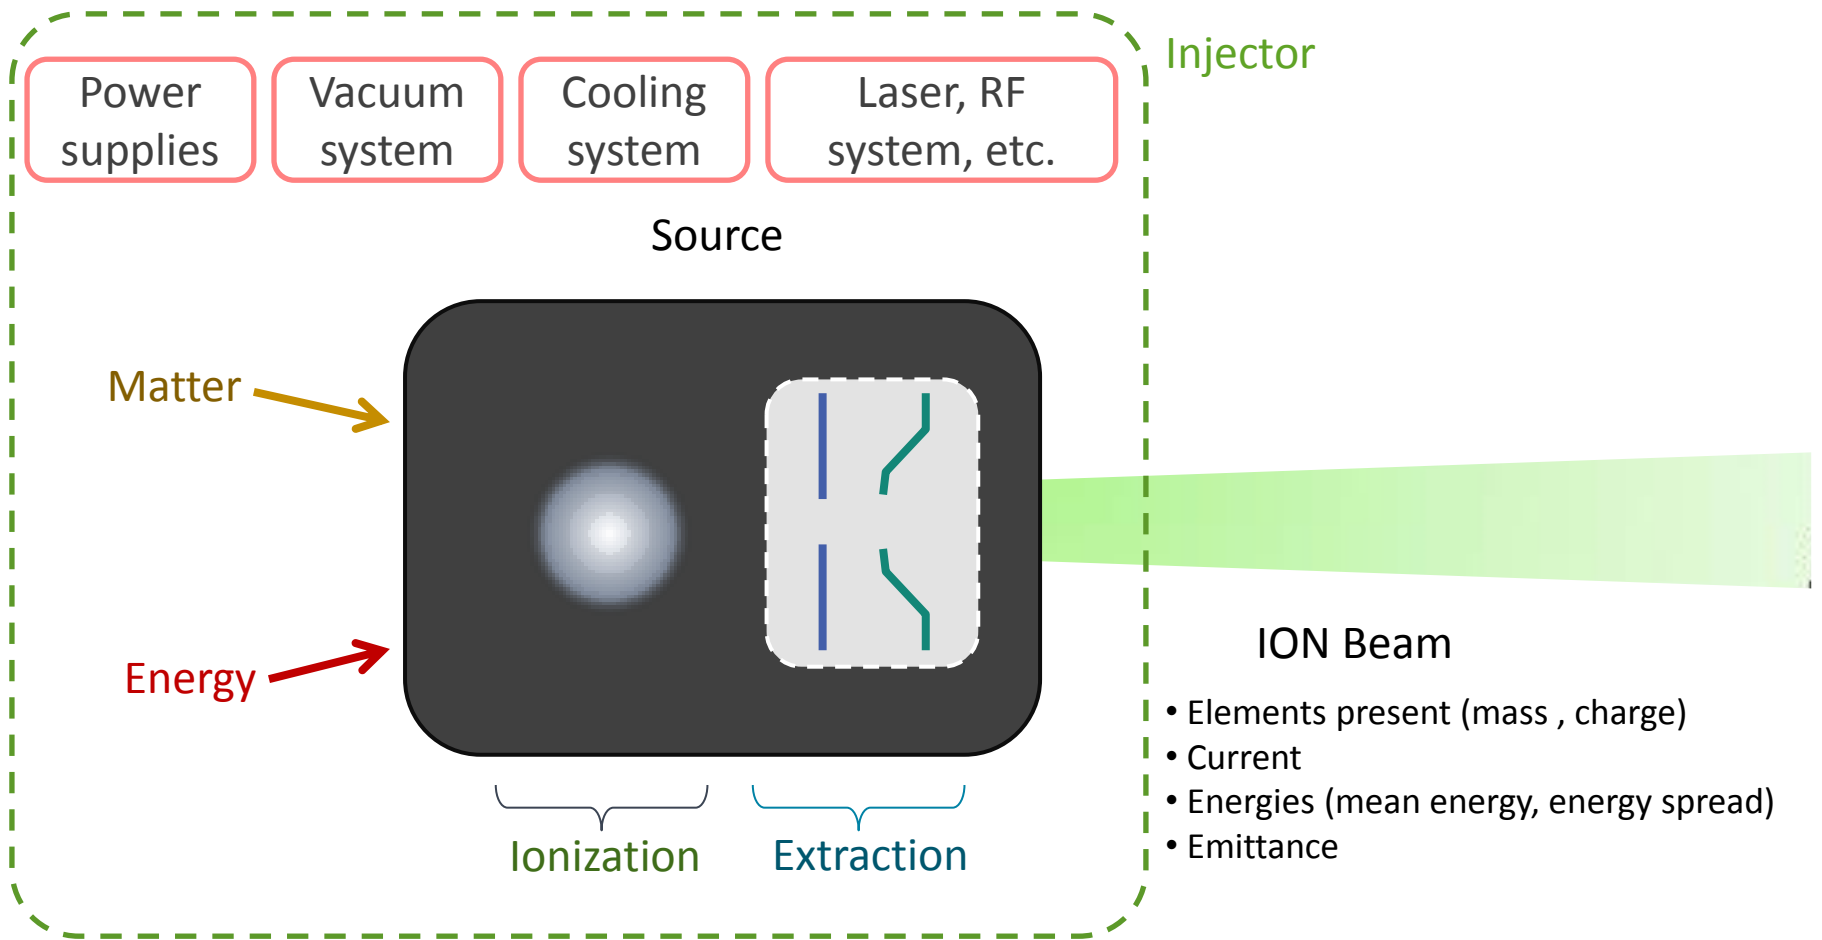 Injector
Power
supplies
Vacuum
system
Cooling
system
Laser, RF
system, etc.
Source
Matter
Energy
Ionization
Extraction
ION Beam
• Elements present (mass , charge)
• Current
• Energies (mean energy, energy spread)
• Emittance